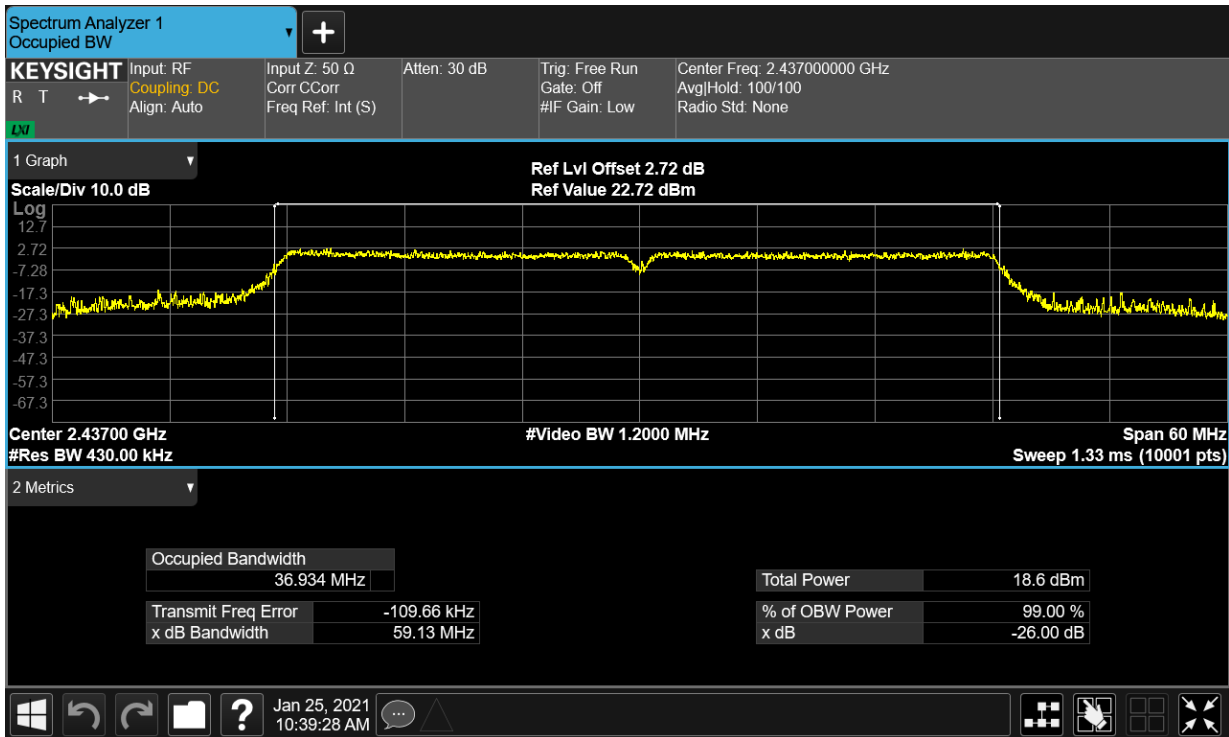 Spectrum Analyzer 1
Occupied BW
+
KEYSIGHT
R T
LXI
Input: RF
Coupling: DC
Align: Auto
Input Z: 50 Ω
Corr CCorr
Freq Ref: Int (S)
Atten: 30 dB
Trig: Free Run
Gate: Off
#IF Gain: Low
Center Freq: 2.437000000 GHz
Avg|Hold: 100/100
Radio Std: None
1 Graph
Ref Lvl Offset 2.72 dB
Scale/Div 10.0 dB
Ref Value 22.72 dBm
Log
12.7
2.72
-7.28
-17.3
-27.3
-37.3
-47.3
-57.3
-67.3
Center 2.43700 GHz
#Video BW 1.2000 MHz
Span 60 MHz
#Res BW 430.00 kHz
Sweep 1.33 ms (10001 pts)
2 Metrics
Occupied Bandwidth
36.934 MHz
Transmit Freq Error -109.66 kHz
x dB Bandwidth 59.13 MHz
Total Power 18.6 dBm
% of OBW Power 99.00 %
x dB -26.00 dB
?
Jan 25, 2021
10:39:28 AM